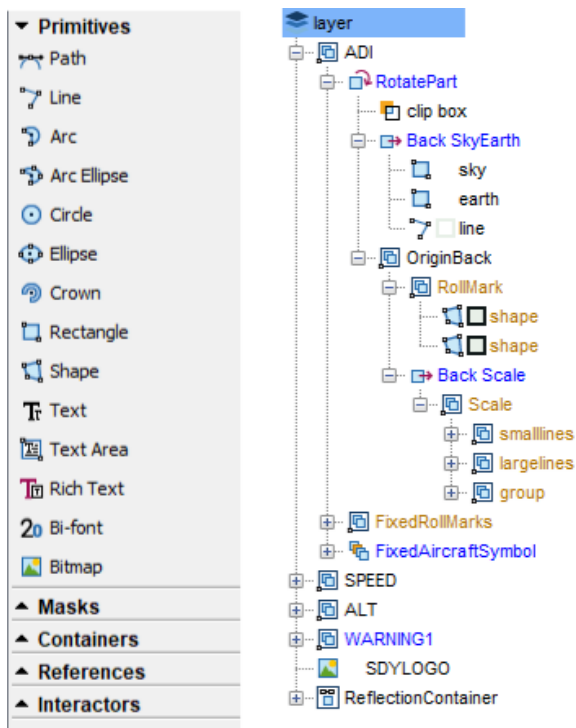 Primitives
Path
Line
Arc
Arc Ellipse
Circle
Ellipse
Crown
Rectangle
Shape
Text
Text Area
Rich Text
Bi-font
Bitmap
Masks
Containers
References
Interactors
layer
ADI
RotatePart
clip box
Back SkyEarth
sky
earth
line
OriginBack
RollMark
shape
shape
Back Scale
Scale
smalllines
largelines
group
FixedRollMarks
FixedAircraftSymbol
SPEED
ALT
WARNING1
SDYLOGO
ReflectionContainer